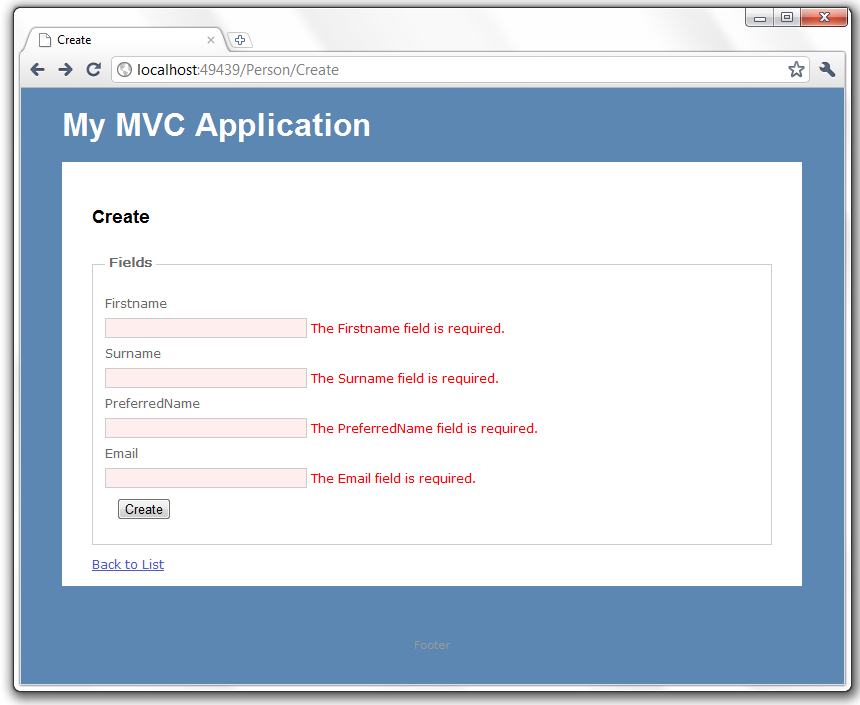 Create
localhost:49439/Person/Create
My MVC Application
Create
Fields
Firstname
The Firstname field is required.
Surname
The Surname field is required.
PreferredName
The PreferredName field is required.
Email
The Email field is required.
Create
Back to List
Footer